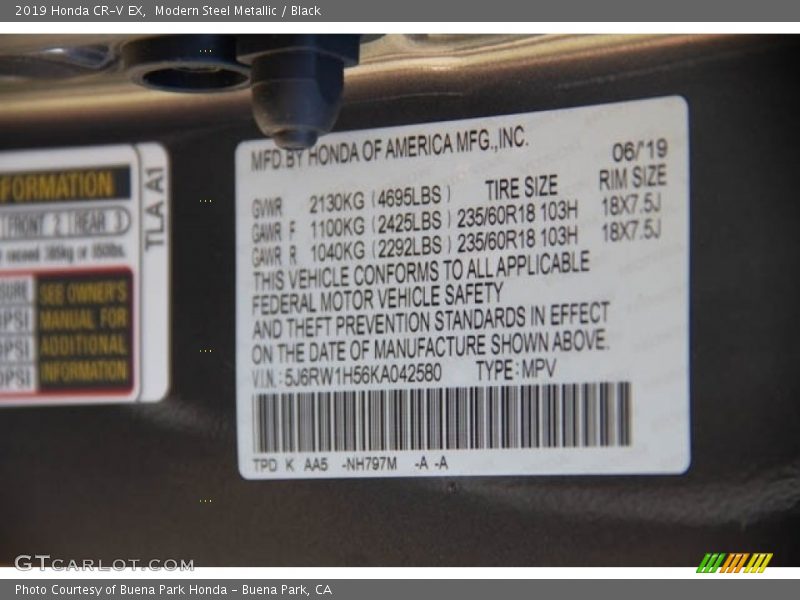 2019 Honda CR-V EX, Modern Steel Metallic / Black
FORMATION
FRONT 2 REAR
SEE OWNER'S
MANUAL FOR
ADDITIONAL
INFORMATION
TLA A1
MFD.BY HONDA OF AMERICA MFG.,INC.
06/'19
GVWR 2130KG (4695LBS) TIRE SIZE RIM SIZE
GAWR F 1100KG (2425LBS) 235/60R18 103H 18X7.5J
GAWR R 1040KG (2292LBS) 235/60R18 103H 18X7.5J
THIS VEHICLE CONFORMS TO ALL APPLICABLE
FEDERAL MOTOR VEHICLE SAFETY
AND THEFT PREVENTION STANDARDS IN EFFECT
ON THE DATE OF MANUFACTURE SHOWN ABOVE.
V.I.N.: 5J6RW1H56KA042580 TYPE: MPV
TPD K AA5 -NH797M -A -A
GTCARLOT.COM
Photo Courtesy of Buena Park Honda – Buena Park, CA